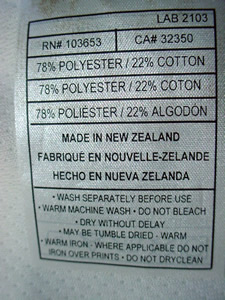 LAB 2103
RN# 103653 CA# 32350
78% POLYESTER / 22% COTTON
78% POLYESTER / 22% COTON
78% POLIÉSTER / 22% ALGODON
MADE IN NEW ZEALAND
FABRIQUÉ EN NOUVELLE-ZELANDE
HECHO EN NUEVA ZELANDA
• WASH SEPARATELY BEFORE USE
• WARM MACHINE WASH • DO NOT BLEACH
• DRY WITHOUT DELAY
• MAY BE TUMBLE DRIED - WARM
• WARM IRON - WHERE APPLICABLE DO NOT
IRON OVER PRINTS • DO NOT DRYCLEAN